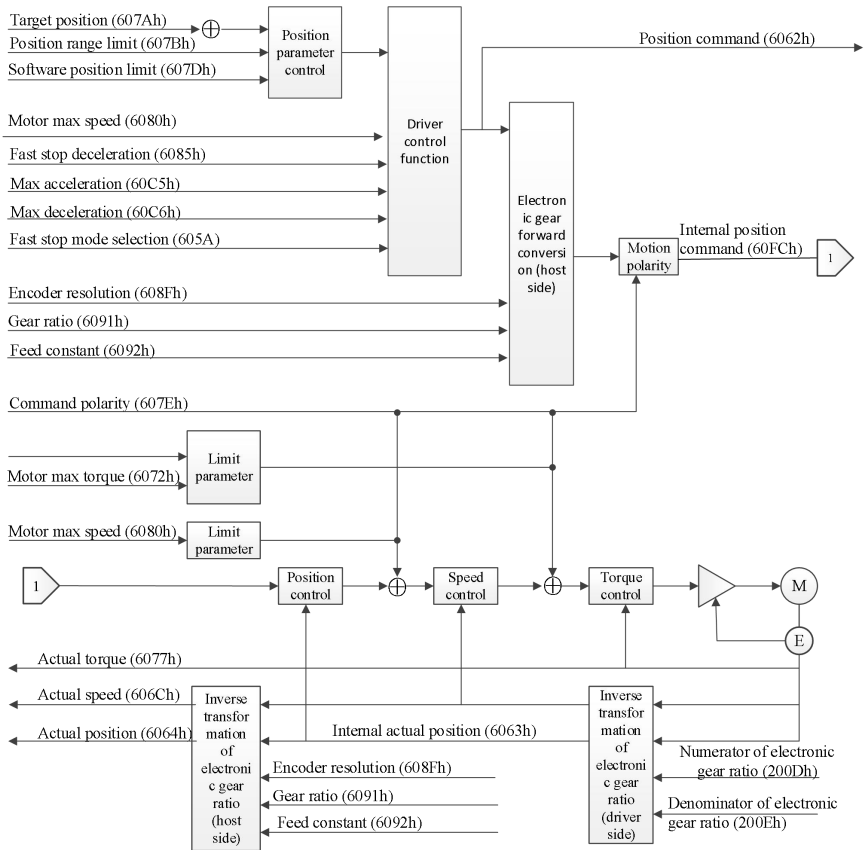 Target position (607Ah)
Position range limit (607Bh)
Software position limit (607Dh)
Position
parameter
control
Position command (6062h)
Motor max speed (6080h)
Fast stop deceleration (6085h)
Max acceleration (60C5h)
Max deceleration (60C6h)
Fast stop mode selection (605A)
Driver
control
function
Electron
ic gear
forward
conversi
on (host
side)
Motion
polarity
Internal position
command (60FCh)
1
Encoder resolution (608Fh)
Gear ratio (6091h)
Feed constant (6092h)
Command polarity (607Eh)
Motor max torque (6072h)
Limit
parameter
Motor max speed (6080h)
Limit
parameter
1
Position
control
Speed
control
Torque
control
M
E
Actual torque (6077h)
Actual speed (606Ch)
Actual position (6064h)
Inverse
transfor
mation
of
electroni
c gear
ratio
(host
side)
Internal actual position (6063h)
Encoder resolution (608Fh)
Gear ratio (6091h)
Feed constant (6092h)
Inverse
transfor
mation
of
electroni
c gear
ratio
(driver
side)
Numerator of electronic
gear ratio (200Dh)
Denominator of electronic
gear ratio (200Eh)